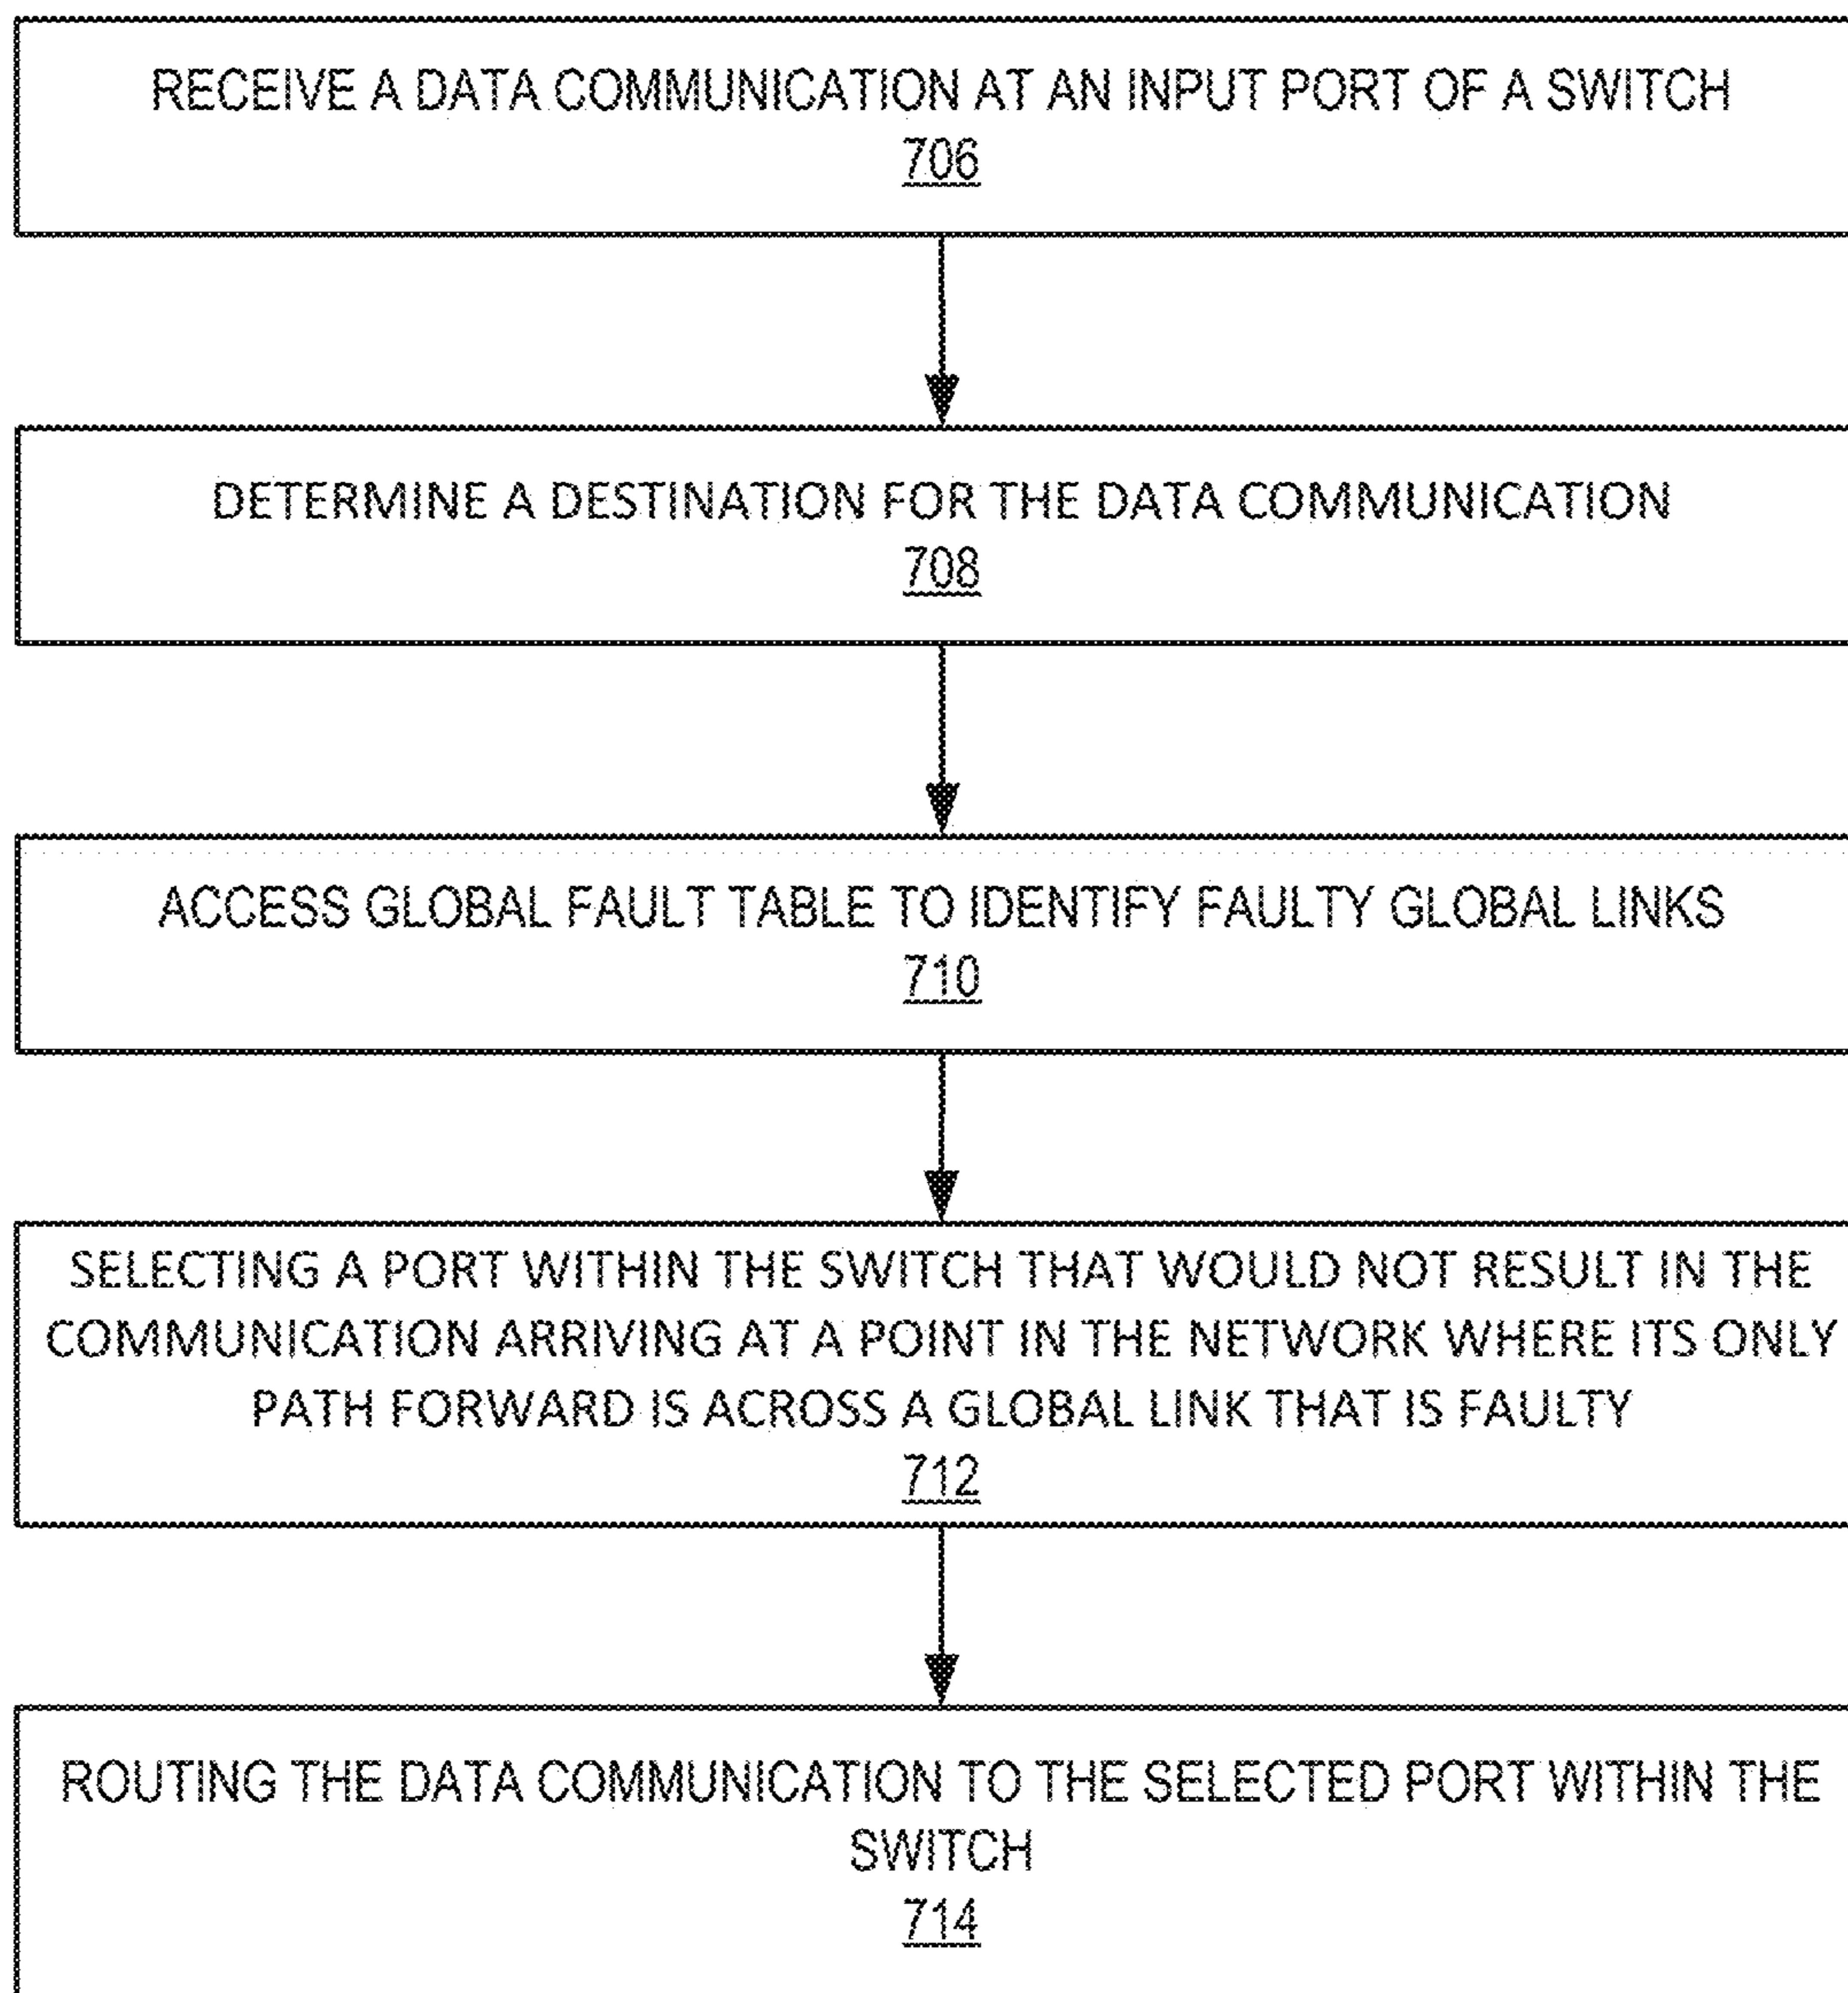 RECEIVE A DATA COMMUNICATION AT AN INPUT PORT OF A SWITCH
706
DETERMINE A DESTINATION FOR THE DATA COMMUNICATION
708
ACCESS GLOBAL FAULT TABLE TO IDENTIFY FAULTY GLOBAL LINKS
710
SELECTING A PORT WITHIN THE SWITCH THAT WOULD NOT RESULT IN THE
COMMUNICATION ARRIVING AT A POINT IN THE NETWORK WHERE ITS ONLY
PATH FORWARD IS ACROSS A GLOBAL LINK THAT IS FAULTY
712
ROUTING THE DATA COMMUNICATION TO THE SELECTED PORT WITHIN THE
SWITCH
714